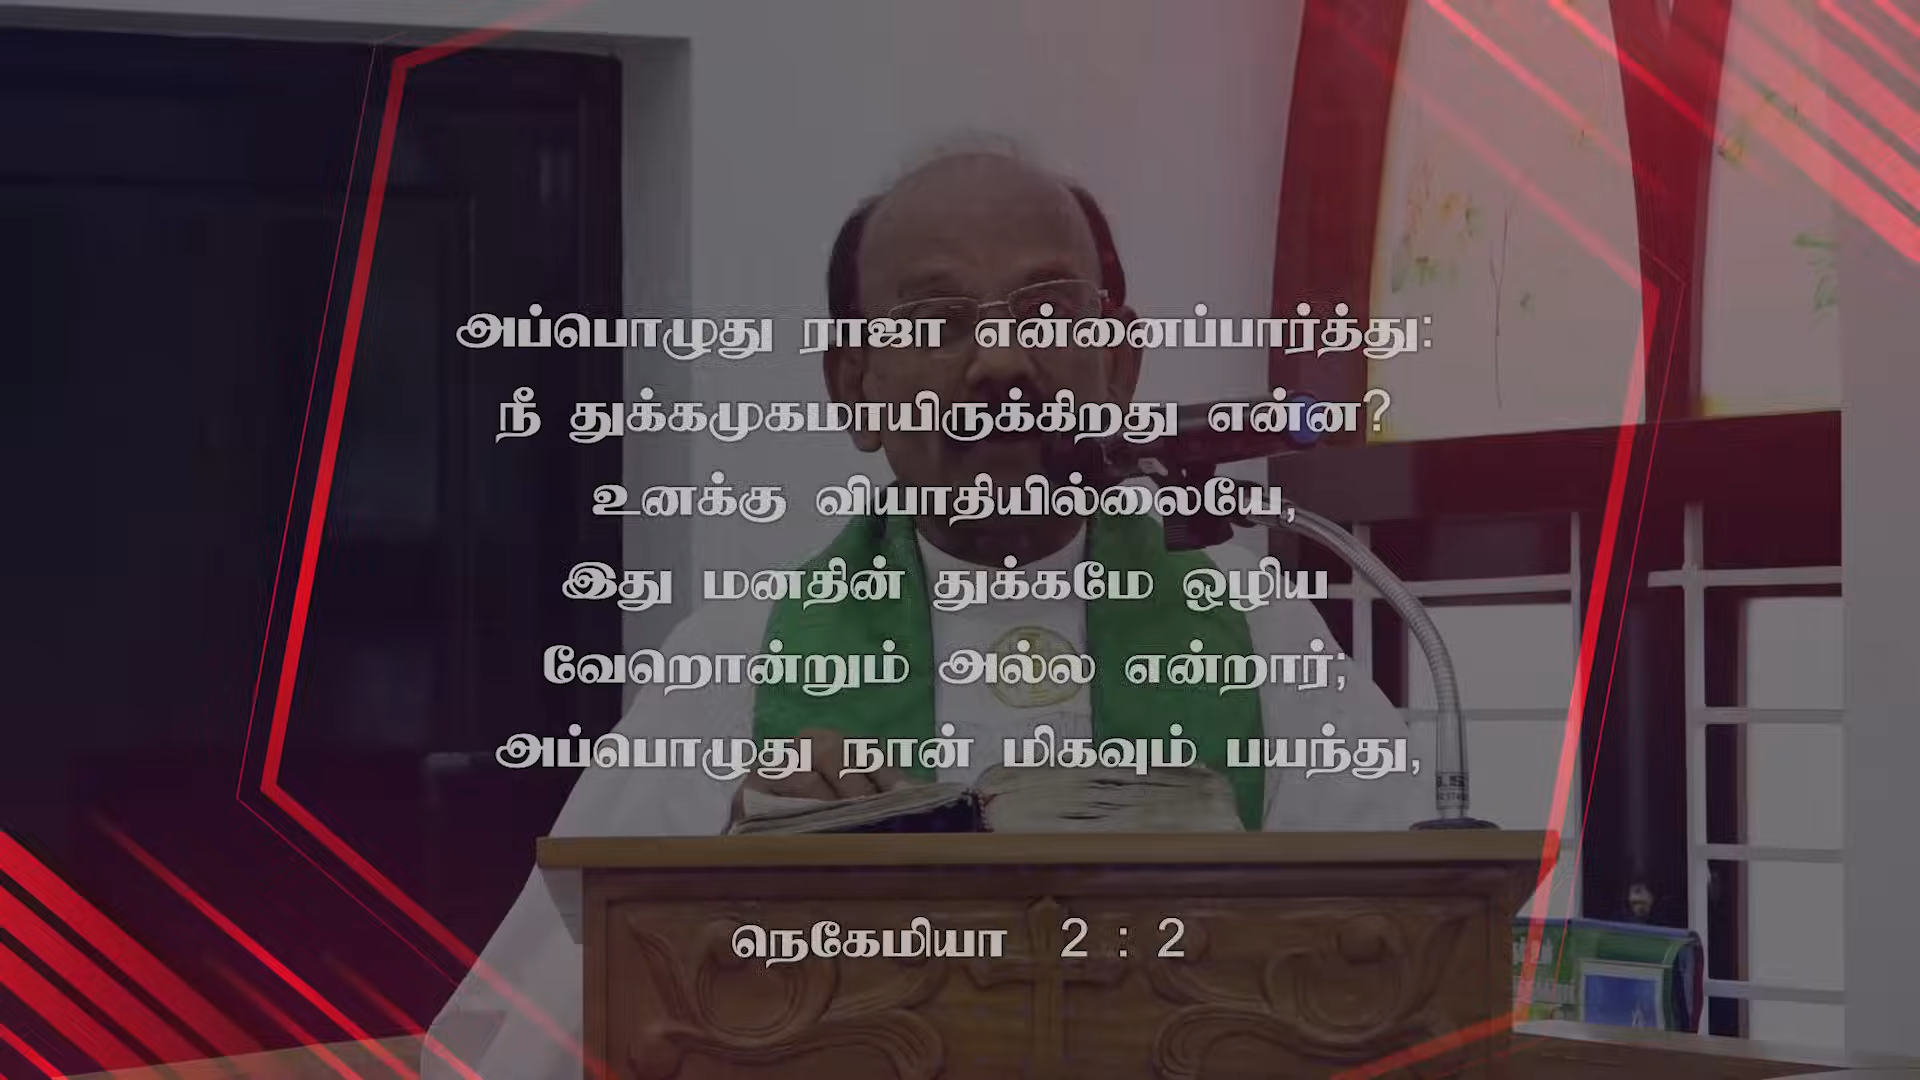 அப்பொழுது ராஜா என்னைப்பார்த்து:
நீ துக்கமுகமாயிருக்கிறது என்ன?
உனக்கு வியாதியில்லையே,
இது மனதின் துக்கமே ஒழிய
வேறொன்றும் அல்ல என்றார்;
அப்பொழுது நான் மிகவும் பயந்து,
நெகேமியா 2 : 2